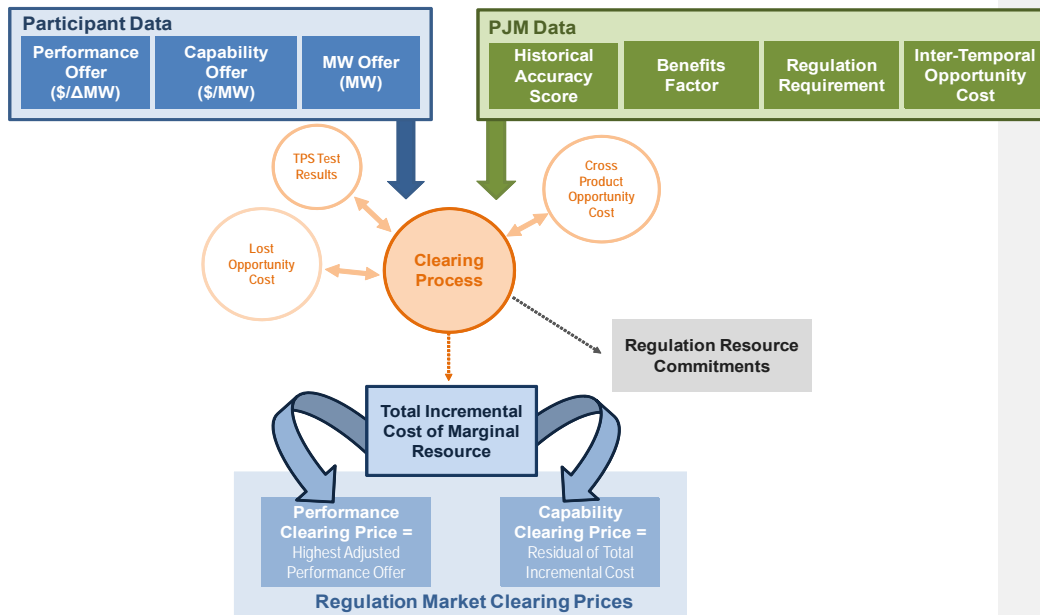 Participant Data
Performance
Offer
($/ΔMW)
Capability
Offer
($/MW)
MW Offer
(MW)
PJM Data
Historical
Accuracy
Score
Benefits
Factor
Regulation
Requirement
Inter-Temporal
Opportunity
Cost
TPS Test
Results
Cross
Product
Opportunity
Cost
Lost
Opportunity
Cost
Clearing
Process
Regulation Resource
Commitments
Total Incremental
Cost of Marginal
Resource
Performance
Clearing Price =
Highest Adjusted
Performance Offer
Capability
Clearing Price =
Residual of Total
Incremental Cost
Regulation Market Clearing Prices